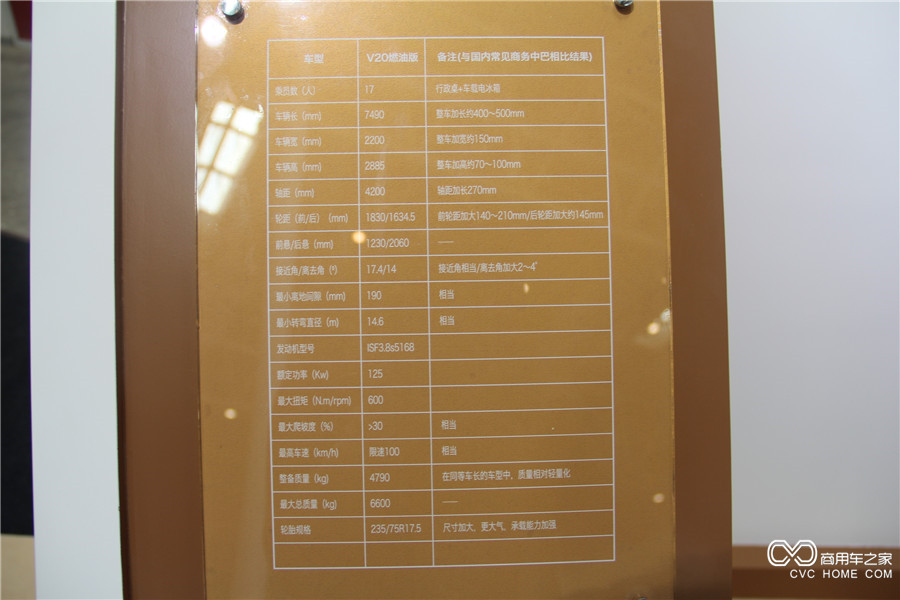 车型 V20燃油版 备注(与国内常见商务中巴相比结果)
乘员数（人） 17 行政桌+车载电冰箱
车辆长（mm） 7490 整车加长约400～500mm
车辆宽（mm） 2200 整车加宽约150mm
车辆高（mm） 2885 整车加高约70～100mm
轴距（mm） 4200 轴距加长270mm
轮距（前/后）（mm） 1830/1634.5 前轮距加大140～210mm/后轮距加大约145mm
前悬/后悬（mm） 1230/2060 ——
接近角/离去角（°） 17.4/14 接近角相当/离去角加大2～4°
最小离地间隙（mm） 190 相当
最小转弯直径（m） 14.6 相当
发动机型号 ISF3.8s5168
额定功率（Kw） 125
最大扭矩（N.m/rpm） 600
最大爬坡度（%） >30 相当
最高车速（km/h） 限速100 相当
整备质量（kg） 4790 在同等车长的车型中，质量相对轻量化
最大总质量（kg） 6600 ——
轮胎规格 235/75R17.5 尺寸加大，更大气，承载能力加强
商用车之家
CVC HOME COM